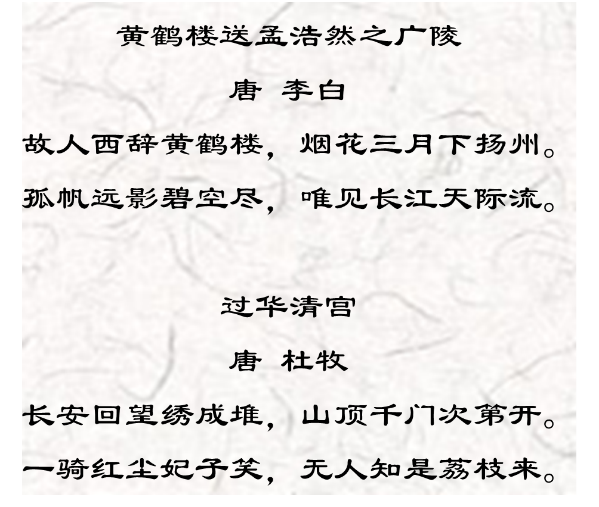 黄鹤楼送孟浩然之广陵
唐 李白
故人西辞黄鹤楼，烟花三月下扬州。
孤帆远影碧空尽，唯见长江天际流。
过华清宫
唐 杜牧
长安回望绣成堆，山顶千门次第开。
一骑红尘妃子笑，无人知是荔枝来。